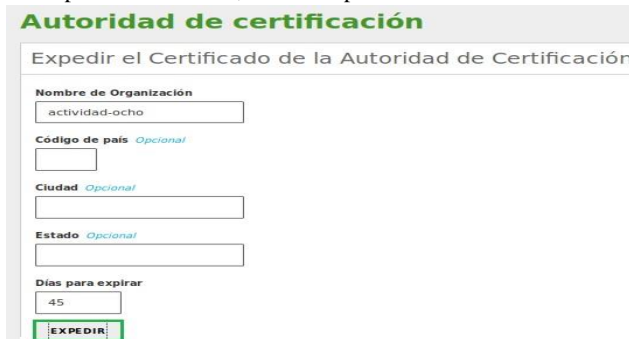 Autoridad de certificación
Expedir el Certificado de la Autoridad de Certificación
Nombre de Organización
actividad-ocho
Código de país Opcional
Ciudad Opcional
Estado Opcional
Días para expirar
45
EXPEDIR